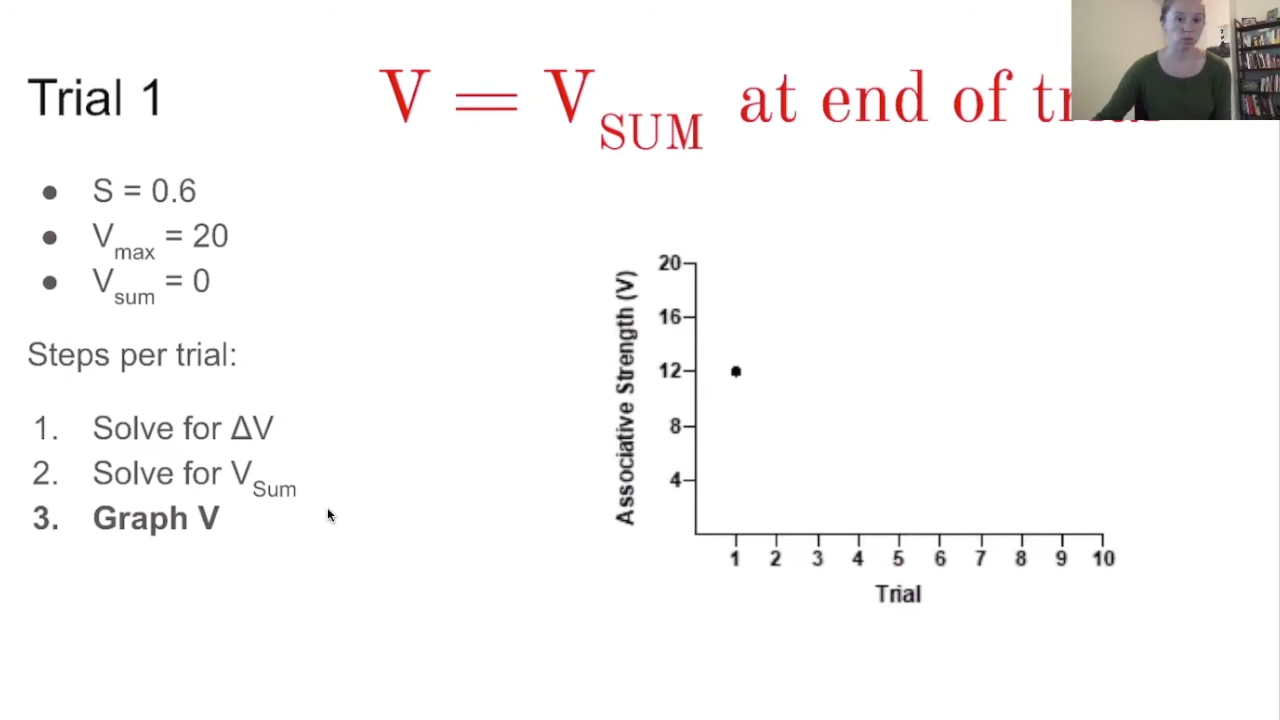 Trial 1
V = V_SUM at end of
● S = 0.6
● V_max = 20
● V_sum = 0
Steps per trial:
1. Solve for ΔV
2. Solve for V_Sum
3. Graph V
Associative Strength (V)
20
16
12
8
4
1 2 3 4 5 6 7 8 9 10
Trial